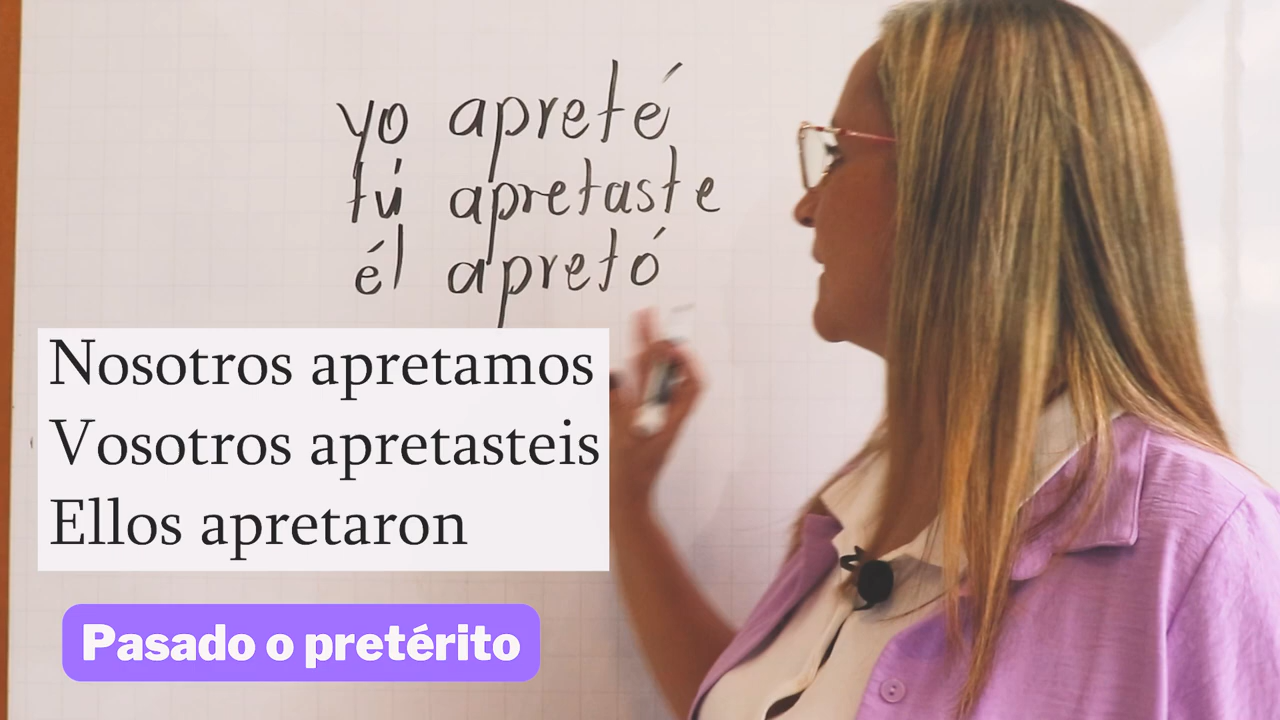 yo apreté
tú apretaste
él apretó
Nosotros apretamos
Vosotros apretasteis
Ellos apretaron
Pasado o pretérito